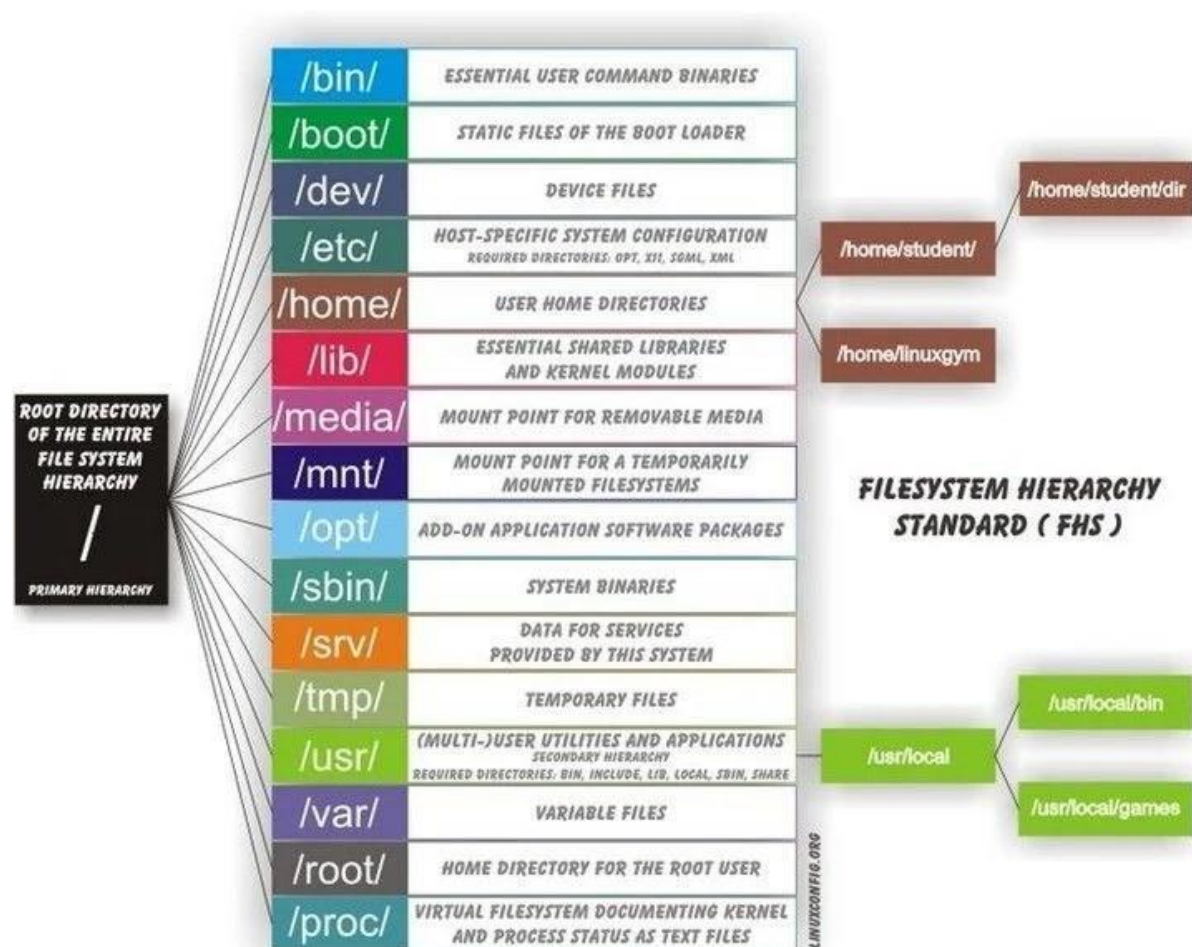 ROOT DIRECTORY
OF THE ENTIRE
FILE SYSTEM
HIERARCHY
/
PRIMARY HIERARCHY
/bin/
ESSENTIAL USER COMMAND BINARIES
/boot/
STATIC FILES OF THE BOOT LOADER
/dev/
DEVICE FILES
/etc/
HOST-SPECIFIC SYSTEM CONFIGURATION
REQUIRED DIRECTORIES: OPT, X11, SGML, XML
/home/
USER HOME DIRECTORIES
/home/student/
/home/student/dir
/home/linuxgym
/lib/
ESSENTIAL SHARED LIBRARIES
AND KERNEL MODULES
/media/
MOUNT POINT FOR REMOVABLE MEDIA
/mnt/
MOUNT POINT FOR A TEMPORARILY
MOUNTED FILESYSTEMS
/opt/
ADD-ON APPLICATION SOFTWARE PACKAGES
/sbin/
SYSTEM BINARIES
/srv/
DATA FOR SERVICES
PROVIDED BY THIS SYSTEM
/tmp/
TEMPORARY FILES
/usr/
(MULTI-)USER UTILITIES AND APPLICATIONS
SECONDARY HIERARCHY
REQUIRED DIRECTORIES: BIN, INCLUDE, LIB, LOCAL, SBIN, SHARE
/usr/local
/usr/local/bin
/usr/local/games
/var/
VARIABLE FILES
/root/
HOME DIRECTORY FOR THE ROOT USER
/proc/
VIRTUAL FILESYSTEM DOCUMENTING KERNEL
AND PROCESS STATUS AS TEXT FILES
FILESYSTEM HIERARCHY
STANDARD ( FHS )
LINUXCONFIG.ORG